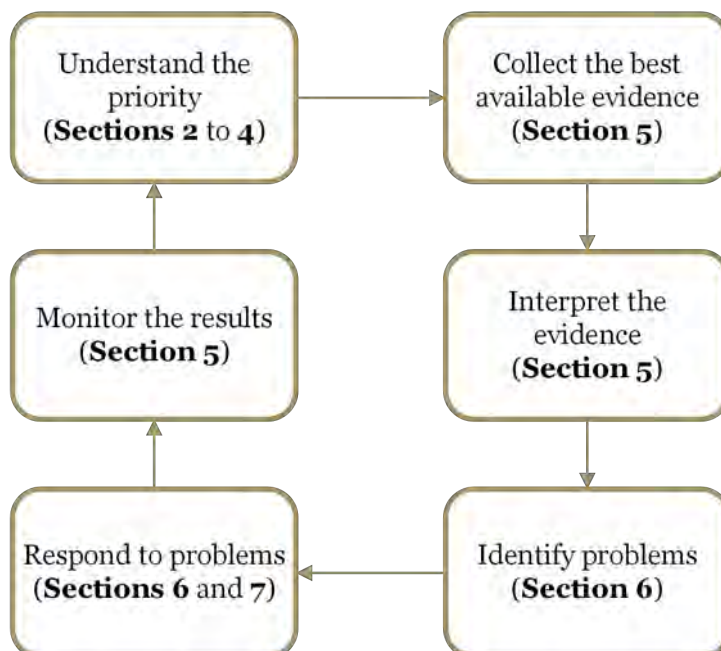 Understand the
priority
(Sections 2 to 4)
Collect the best
available evidence
(Section 5)
Interpret the
evidence
(Section 5)
Identify problems
(Section 6)
Respond to problems
(Sections 6 and 7)
Monitor the results
(Section 5)